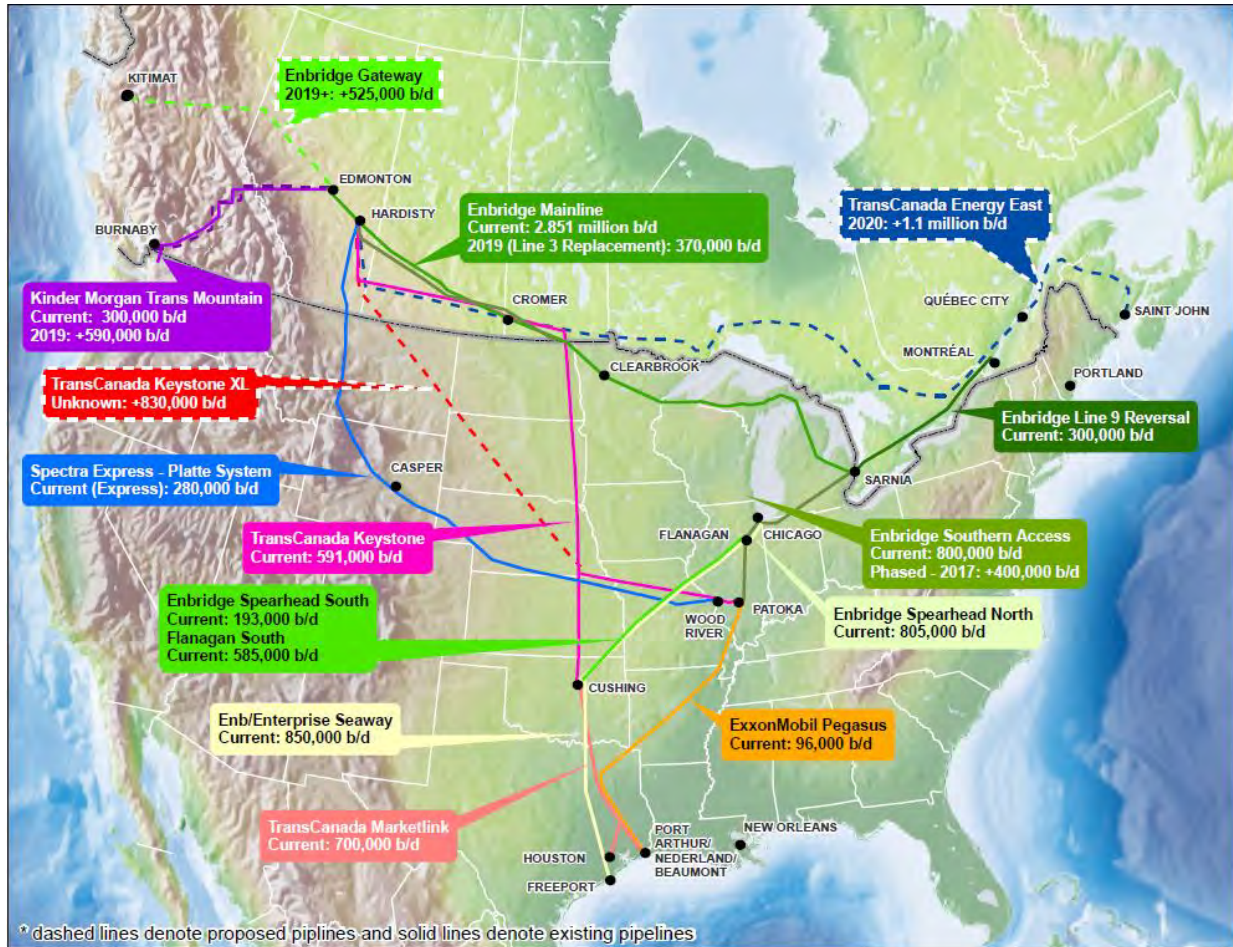 KITIMAT
Enbridge Gateway
2019+: +525,000 b/d
EDMONTON
HARDISTY
BURNABY
Enbridge Mainline
Current: 2.851 million b/d
2019 (Line 3 Replacement): 370,000 b/d
TransCanada Energy East
2020: +1.1 million b/d
Kinder Morgan Trans Mountain
Current: 300,000 b/d
2019: +590,000 b/d
CROMER
QUÉBEC CITY
SAINT JOHN
MONTRÉAL
CLEARBROOK
PORTLAND
TransCanada Keystone XL
Unknown: +830,000 b/d
Enbridge Line 9 Reversal
Current: 300,000 b/d
Spectra Express - Platte System
Current (Express): 280,000 b/d
CASPER
SARNIA
TransCanada Keystone
Current: 591,000 b/d
FLANAGAN
CHICAGO
Enbridge Southern Access
Current: 800,000 b/d
Phased - 2017: +400,000 b/d
Enbridge Spearhead South
Current: 193,000 b/d
Flanagan South
Current: 585,000 b/d
WOOD
RIVER
PATOKA
Enbridge Spearhead North
Current: 805,000 b/d
CUSHING
Enb/Enterprise Seaway
Current: 850,000 b/d
ExxonMobil Pegasus
Current: 96,000 b/d
TransCanada Marketlink
Current: 700,000 b/d
HOUSTON
FREEPORT
PORT
ARTHUR/
NEDERLAND/
BEAUMONT
NEW ORLEANS
* dashed lines denote proposed piplines and solid lines denote existing pipelines